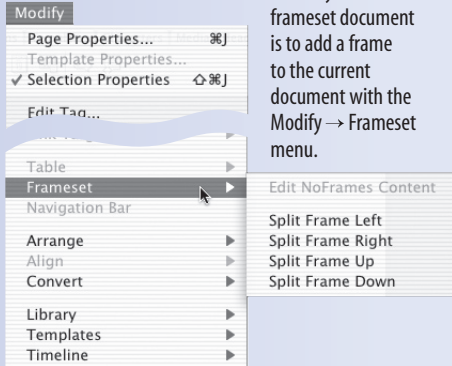 Modify
Page Properties... ⌘J
Template Properties...
✓ Selection Properties ⇧⌘J
Edit Tag...
Table
Frameset
Navigation Bar
Arrange
Align
Convert
Library
Templates
Timeline
Edit NoFrames Content
Split Frame Left
Split Frame Right
Split Frame Up
Split Frame Down
frameset document
is to add a frame
to the current
document with the
Modify → Frameset
menu.